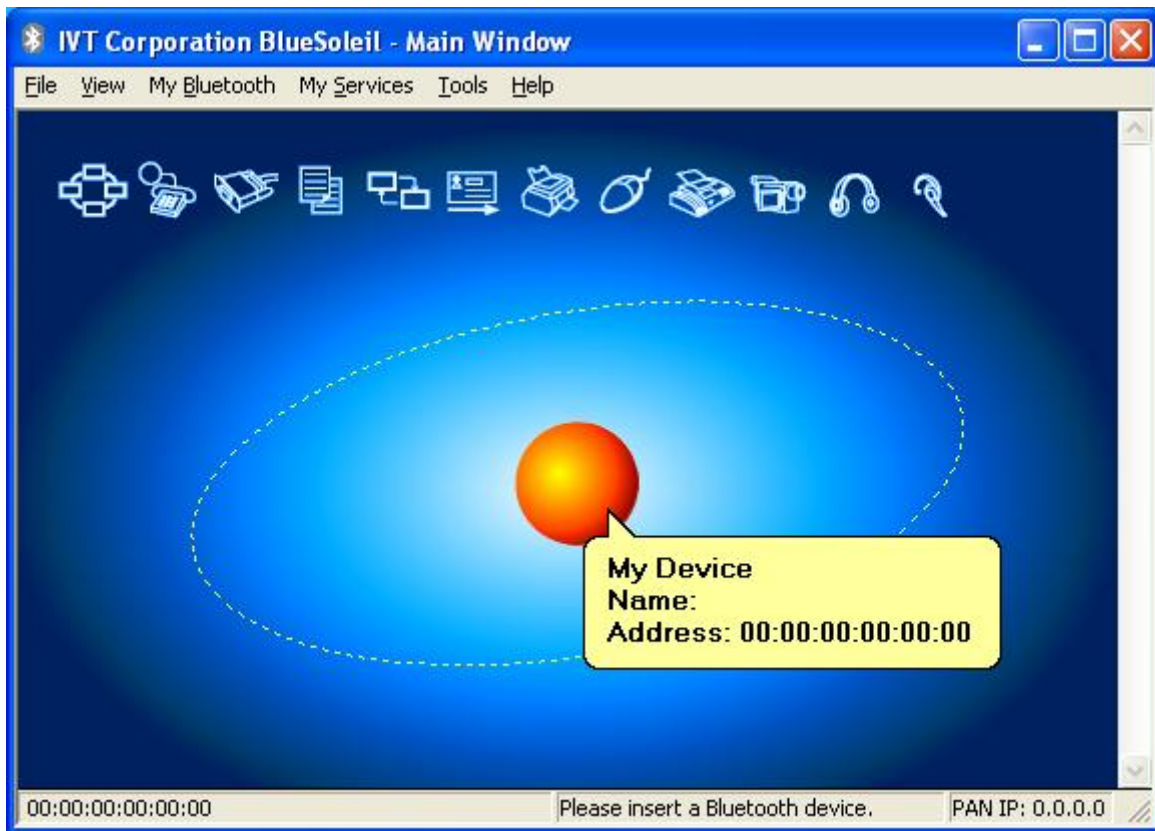 IVT Corporation BlueSoleil - Main Window
File View My Bluetooth My Services Tools Help
My Device
Name:
Address: 00:00:00:00:00:00
00:00:00:00:00:00 Please insert a Bluetooth device. PAN IP: 0.0.0.0